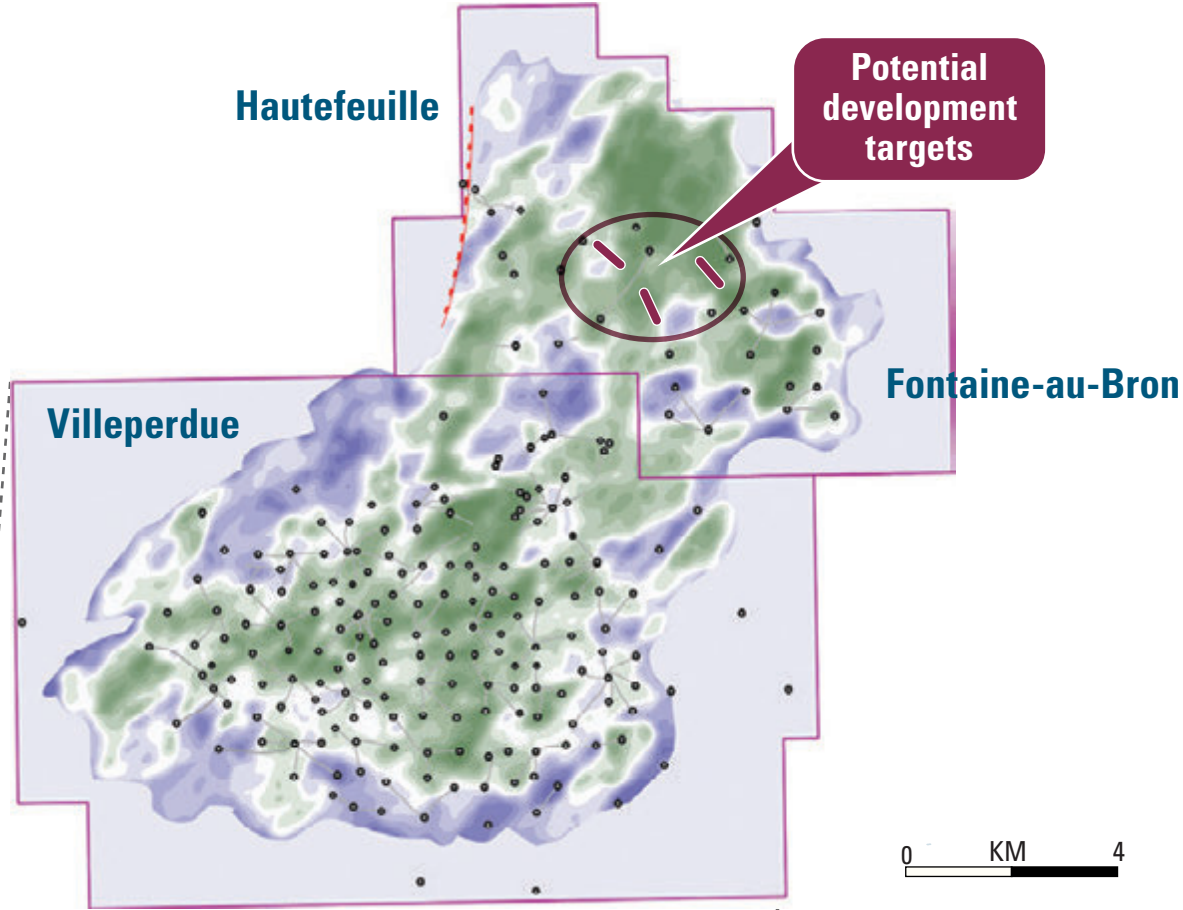 Hautefeuille
Potential
development
targets
Fontaine-au-Bron
Villeperdue
0 KM 4